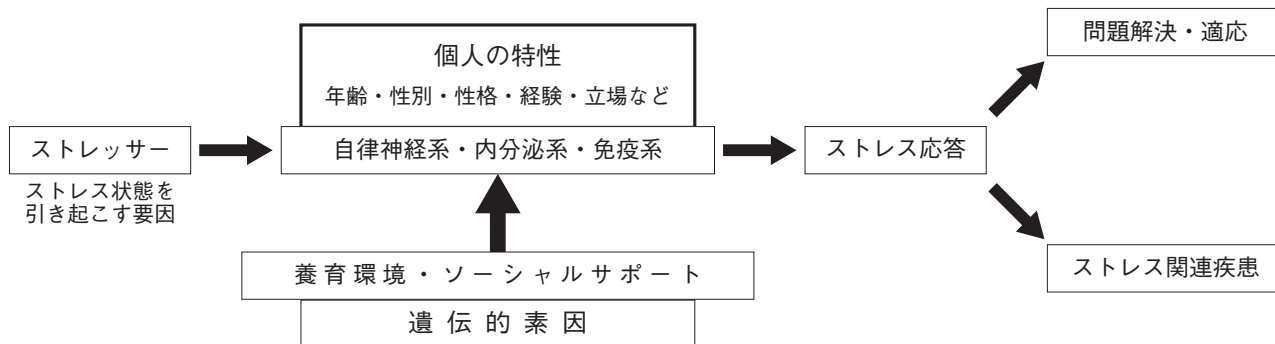 個人の特性
年齢・性別・性格・経験・立場など
ストレッサー
ストレス状態を
引き起こす要因
自律神経系・内分泌系・免疫系
養育環境・ソーシャルサポート
遺伝的素因
ストレス応答
問題解決・適応
ストレス関連疾患